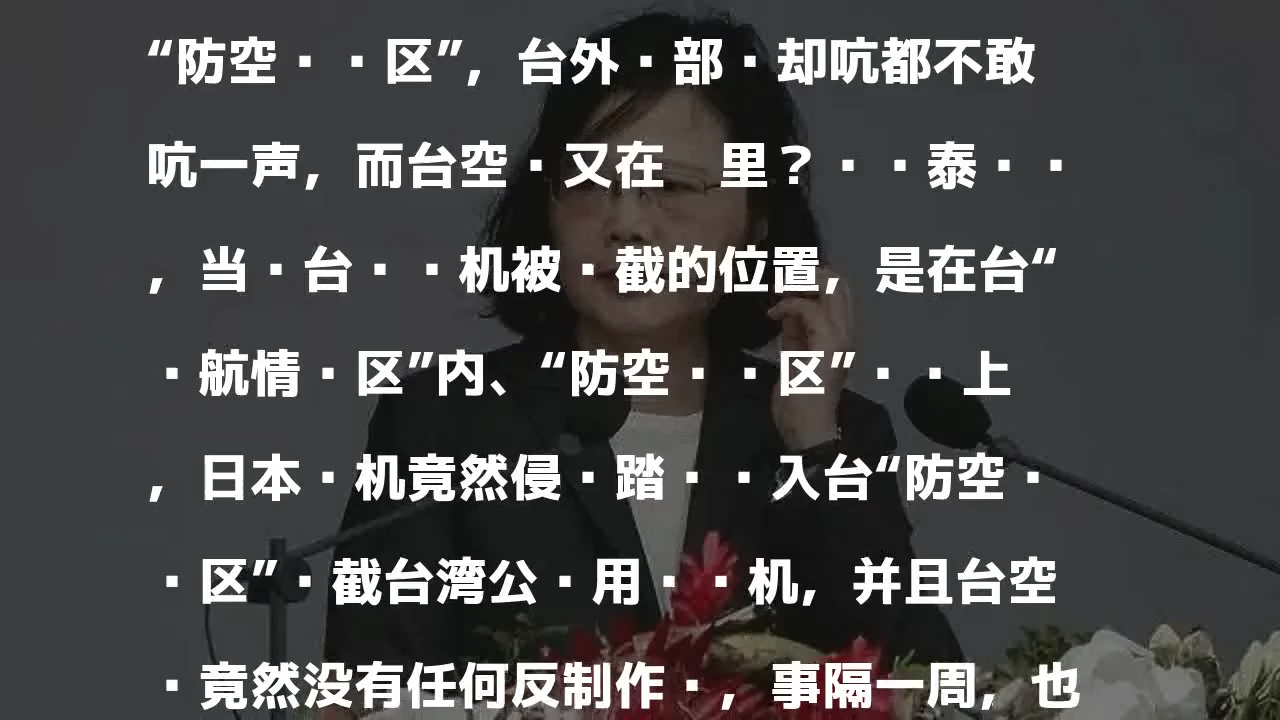 “防空··区”，台外·部·却吭都不敢
吭一声，而台空·又在　里？··泰··
，当·台··机被·截的位置，是在台“
·航情·区”内、“防空··区”··上
，日本·机竟然侵·踏··入台“防空·
·区”·截台湾公·用··机，并且台空
·竟然没有任何反制作·，事隔一周，也